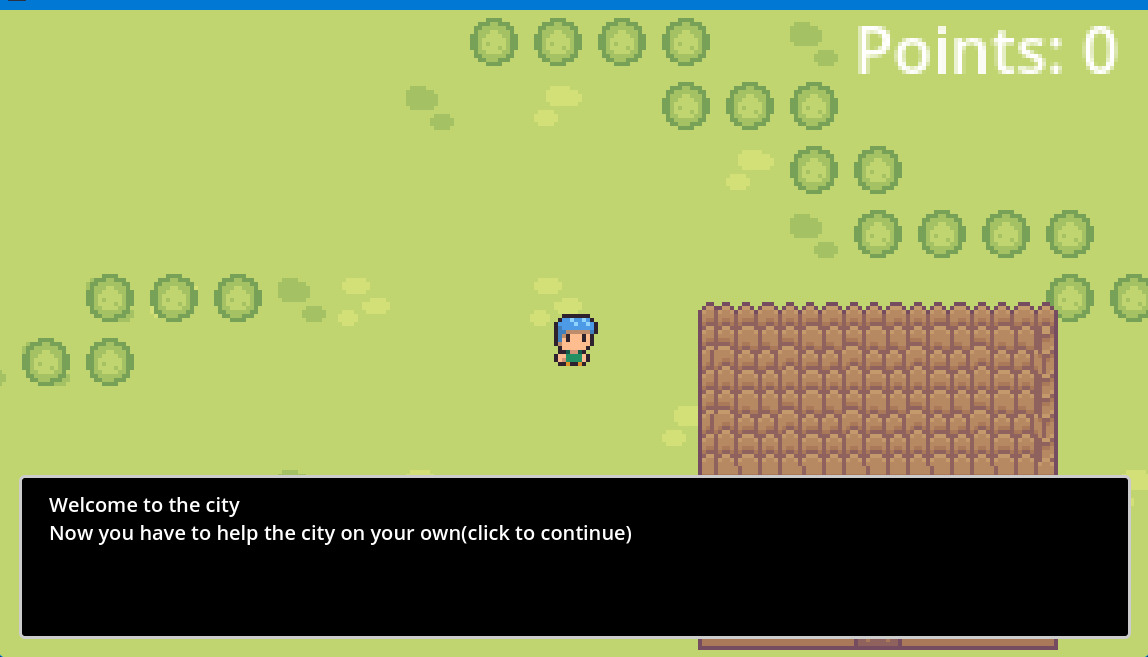 Points: 0
Welcome to the city
Now you have to help the city on your own(click to continue)